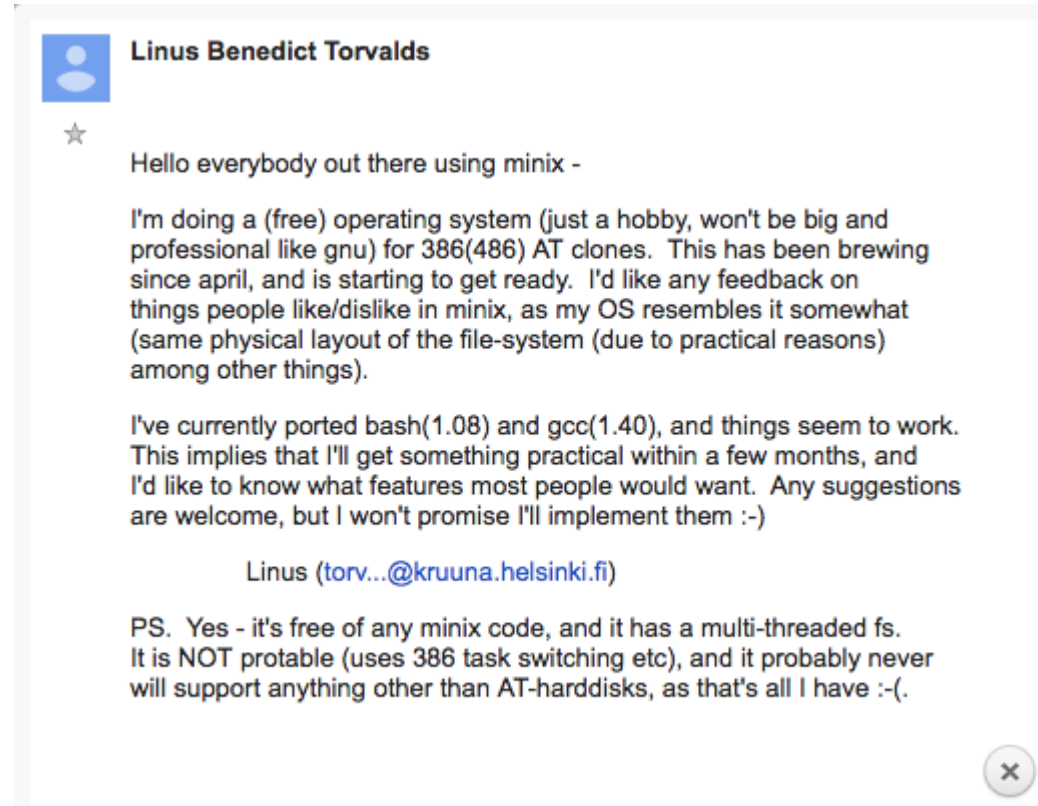 Linus Benedict Torvalds
Hello everybody out there using minix -
I'm doing a (free) operating system (just a hobby, won't be big and
professional like gnu) for 386(486) AT clones.  This has been brewing
since april, and is starting to get ready.  I'd like any feedback on
things people like/dislike in minix, as my OS resembles it somewhat
(same physical layout of the file-system (due to practical reasons)
among other things).
I've currently ported bash(1.08) and gcc(1.40), and things seem to work.
This implies that I'll get something practical within a few months, and
I'd like to know what features most people would want.  Any suggestions
are welcome, but I won't promise I'll implement them :-)
Linus (torv...@kruuna.helsinki.fi)
PS.  Yes - it's free of any minix code, and it has a multi-threaded fs.
It is NOT protable (uses 386 task switching etc), and it probably never
will support anything other than AT-harddisks, as that's all I have :-(.